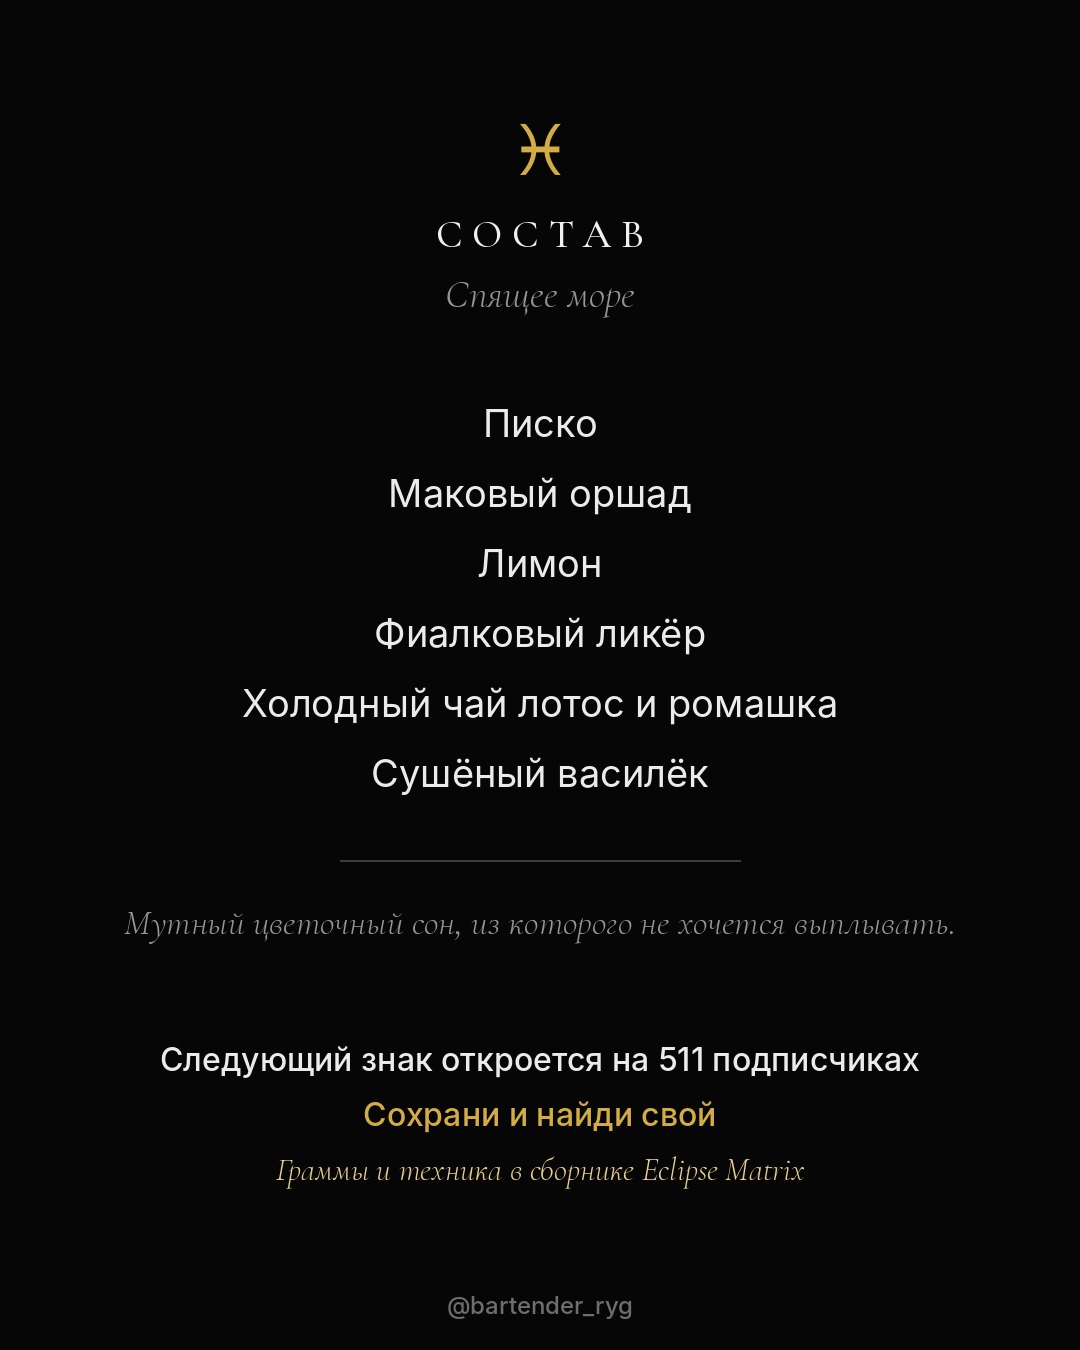 ♓
СОСТАВ
Спящее море
Писко
Маковый оршад
Лимон
Фиалковый ликёр
Холодный чай лотос и ромашка
Сушёный василёк
Мутный цветочный сон, из которого не хочется выплывать.
Следующий знак откроется на 511 подписчиках
Сохрани и найди свой
Граммы и техника в сборнике Eclipse Matrix
@bartender_ryg